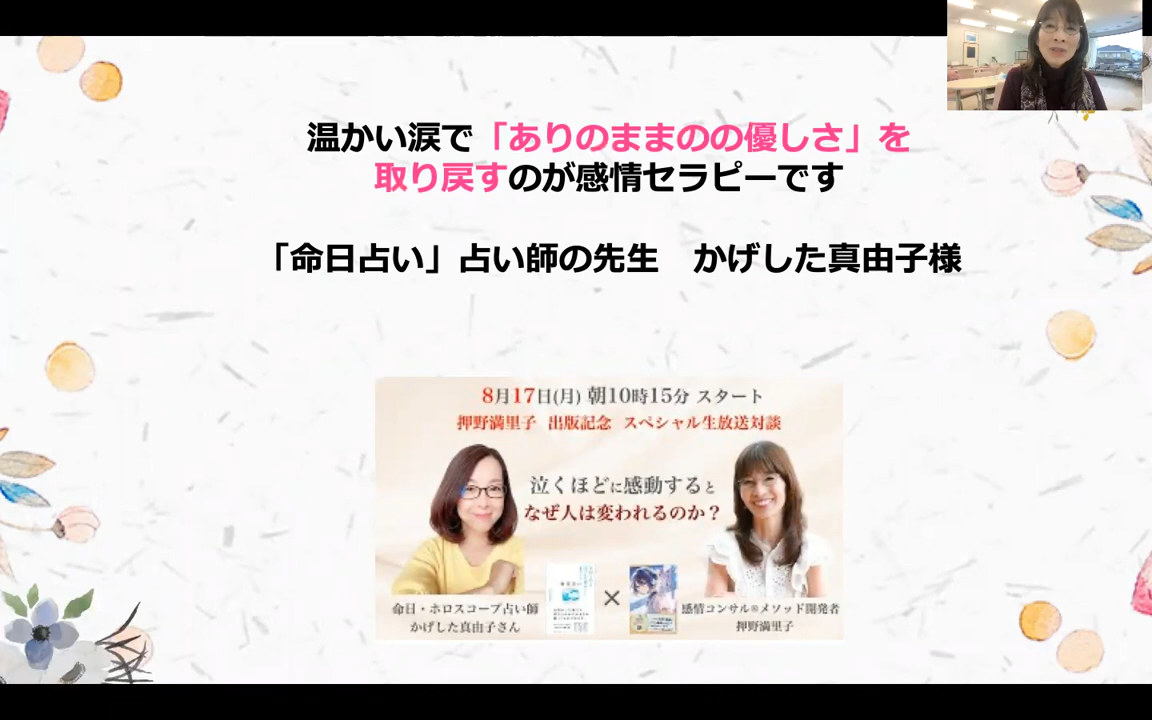 温かい涙で「ありのままのの優しさ」を
取り戻すのが感情セラピーです
「命日占い」占い師の先生　かげした真由子様
8月17日(月) 朝10時15分 スタート
押野満里子 出版記念 スペシャル生放送対談
泣くほどに感動すると
なぜ人は変われるのか？
×
命日・ホロスコープ占い師
かげした真由子さん
感情コンサル®メソッド開発者
押野満里子